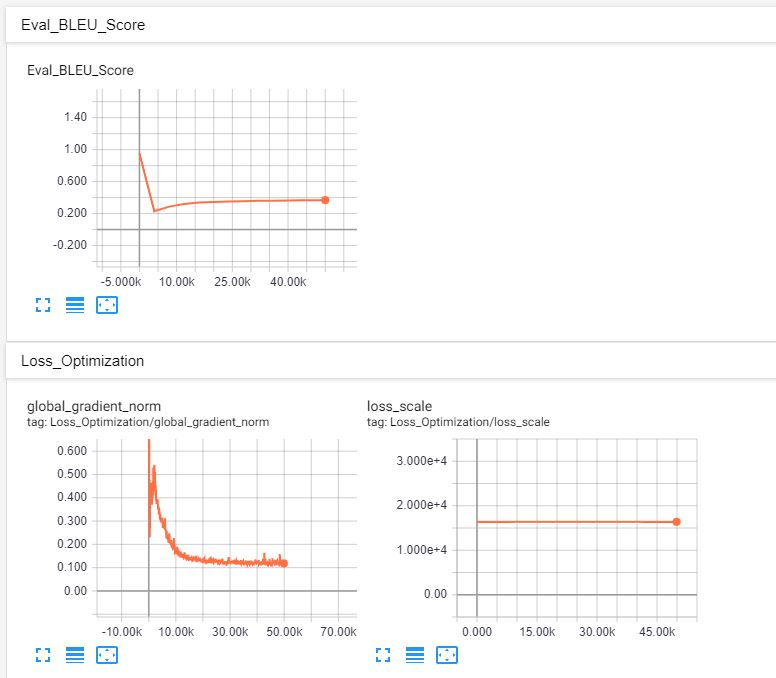 Eval_BLEU_Score
Eval_BLEU_Score
1.40
1.00
0.600
0.200
-0.200
-5.000k 10.00k 25.00k 40.00k
Loss_Optimization
global_gradient_norm
tag: Loss_Optimization/global_gradient_norm
0.600
0.500
0.400
0.300
0.200
0.100
0.00
-10.00k 10.00k 30.00k 50.00k 70.00k
loss_scale
tag: Loss_Optimization/loss_scale
3.000e+4
2.000e+4
1.000e+4
0.00
0.000 15.00k 30.00k 45.00k